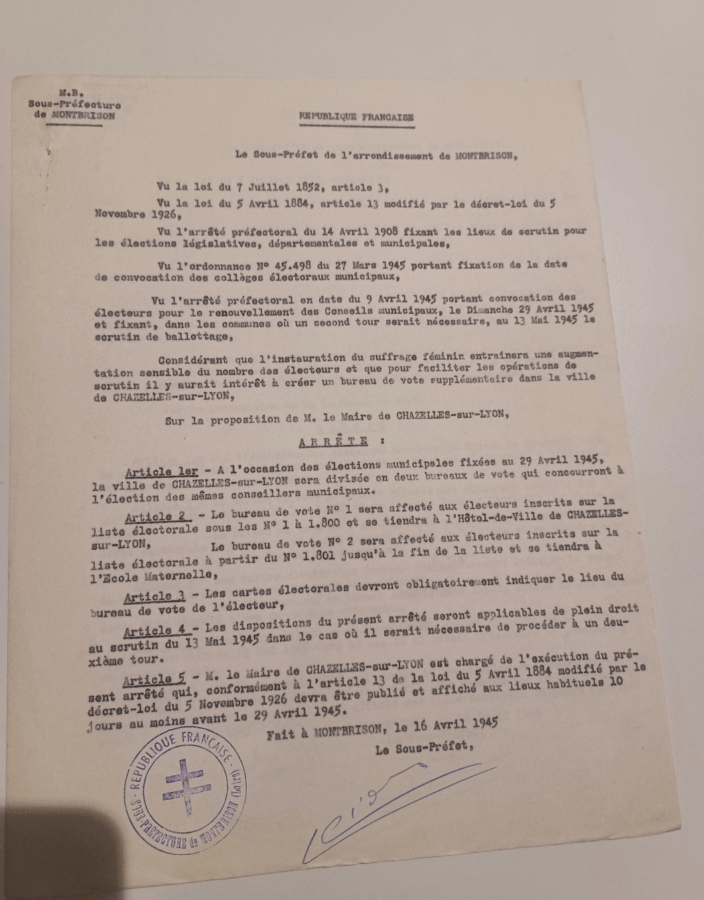 M.B.
Sous-Préfecture
de MONTBRISON
REPUBLIQUE FRANCAISE
Le Sous-Préfet de l'arrondissement de MONTBRISON,
Vu la loi du 7 Juillet 1852, article 3,
Vu la loi du 5 Avril 1884, article 13 modifié par le décret-loi du 5
Novembre 1926,
Vu l'arrêté préfectoral du 14 Avril 1908 fixant les lieux de scrutin pour
les élections législatives, départementales et municipales,
Vu l'ordonnance N° 45.498 du 27 Mars 1945 portant fixation de la date
de convocation des collèges électoraux municipaux,
Vu l'arrêté préfectoral en date du 9 Avril 1945 portant convocation des
électeurs pour le renouvellement des Conseils municipaux, le Dimanche 29 Avril 1945
et fixant, dans les communes où un second tour serait nécessaire, au 13 Mai 1945 le
scrutin de ballottage,
Considérant que l'instauration du suffrage féminin entrainera une augmen-
tation sensible du nombre des électeurs et que pour faciliter les opérations de
scrutin il y aurait intérêt à créer un bureau de vote supplémentaire dans la ville
de CHAZELLES-sur-LYON,
Sur la proposition de M. le Maire de CHAZELLES-sur-LYON,
ARRÊTE :
Article 1er - A l'occasion des élections municipales fixées au 29 Avril 1945,
la ville de CHAZELLES-sur-LYON sera divisée en deux bureaux de vote qui concourront à
l'élection des mêmes conseillers municipaux.
Article 2 - Le bureau de vote N° 1 sera affecté aux électeurs inscrits sur la
liste électorale sous les N° 1 à 1.800 et se tiendra à l'Hôtel-de-Ville de CHAZELLES-
sur-LYON, Le bureau de vote N° 2 sera affecté aux électeurs inscrits sur la
liste électorale à partir du N° 1.801 jusqu'à la fin de la liste et se tiendra à
l'Ecole Maternelle,
Article 3 - Les cartes électorales devront obligatoirement indiquer le lieu du
bureau de vote de l'électeur,
Article 4 - Les dispositions du présent arrêté seront applicables de plein droit
au scrutin du 13 Mai 1945 dans le cas où il serait nécessaire de procéder à un deu-
xième tour.
Article 5 - M. le Maire de CHAZELLES-sur-LYON est chargé de l'exécution du pré-
sent arrêté qui, conformément à l'article 13 de la loi du 5 Avril 1884 modifié par le
décret-loi du 5 Novembre 1926 devra être publié et affiché aux lieux habituels 10
jours au moins avant le 29 Avril 1945.
Fait à MONTBRISON, le 16 Avril 1945
Le Sous-Préfet,
REPUBLIQUE FRANÇAISE
SOUS-PRÉFECTURE de MONTBRISON (Loire)